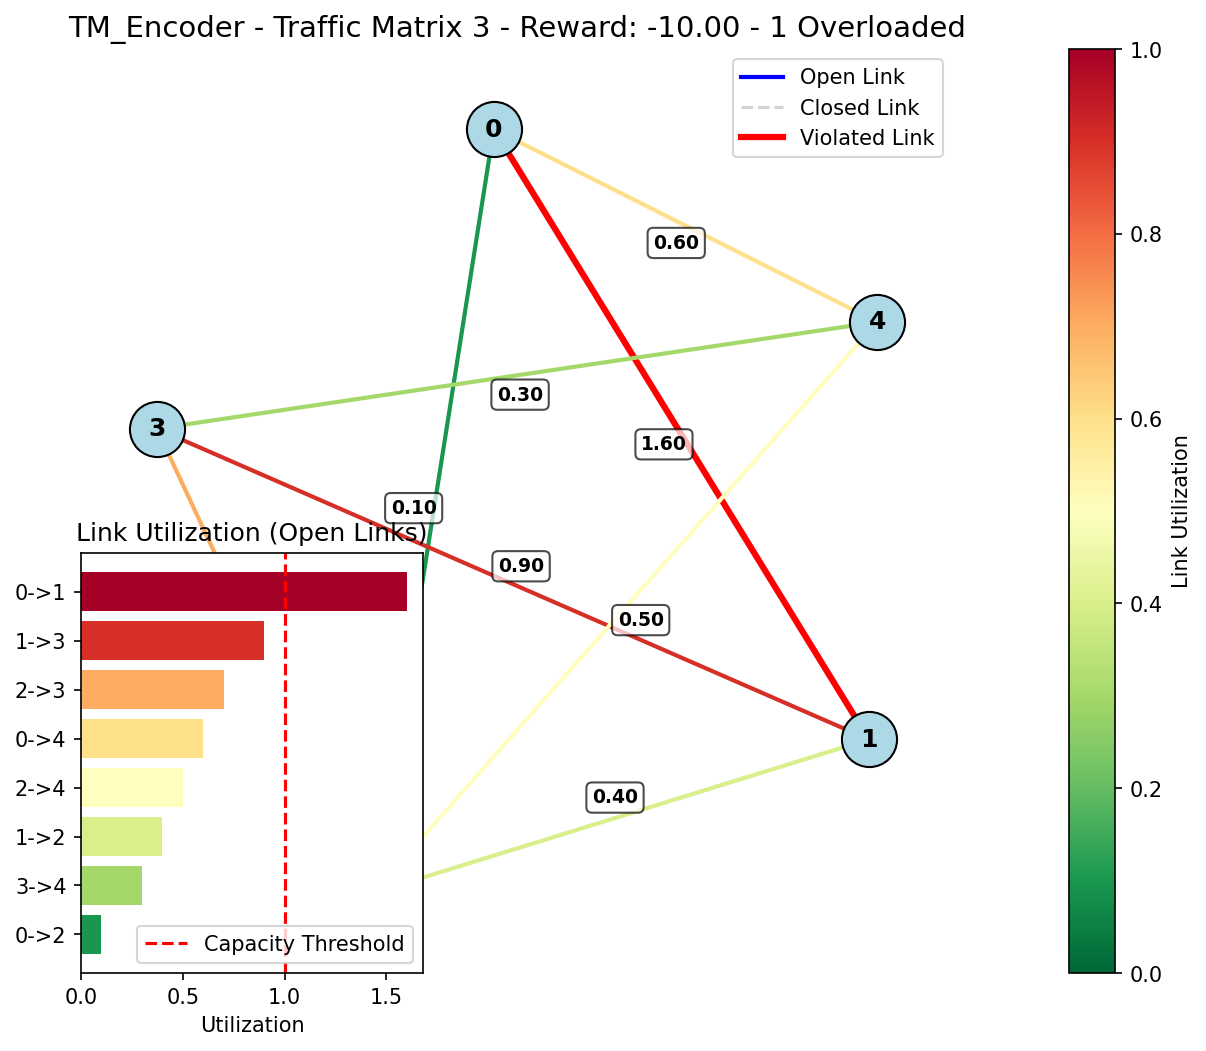 TM_Encoder - Traffic Matrix 3 - Reward: -10.00 - 1 Overloaded
Open Link
Closed Link
Violated Link
0
4
3
1
0.60
0.30
1.60
0.10
0.90
0.50
0.40
Link Utilization (Open Links)
0->1
1->3
2->3
0->4
2->4
1->2
3->4
0->2
Capacity Threshold
0.0 0.5 1.0 1.5
Utilization
1.0
0.8
0.6
0.4
0.2
0.0
Link Utilization